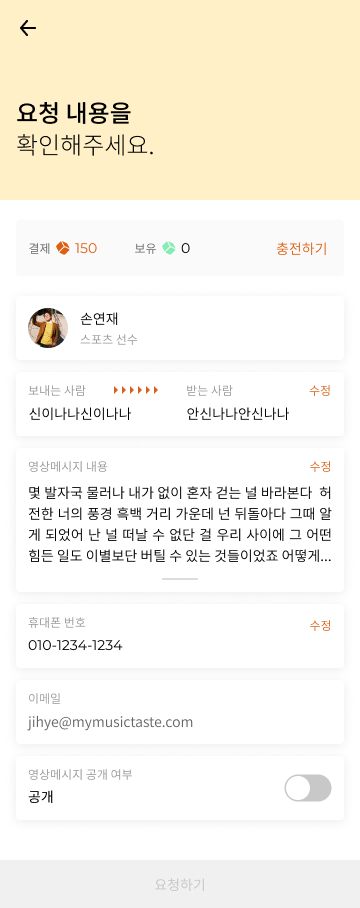 요청 내용을
확인해주세요.
결제 150 보유 0 충전하기
손연재
스포츠 선수
보내는 사람 받는 사람 수정
신이나나신이나나 안신나나안신나나
영상메시지 내용 수정
몇 발자국 물러나 내가 없이 혼자 걷는 널 바라본다 허
전한 너의 풍경 흑백 거리 가운데 넌 뒤돌아다 그때 알
게 되었어 난 널 떠날 수 없단 걸 우리 사이에 그 어떤
힘든 일도 이별보단 버틸 수 있는 것들이었죠 어떻게...
휴대폰 번호 수정
010-1234-1234
이메일
jihye@mymusictaste.com
영상메시지 공개 여부
공개
요청하기